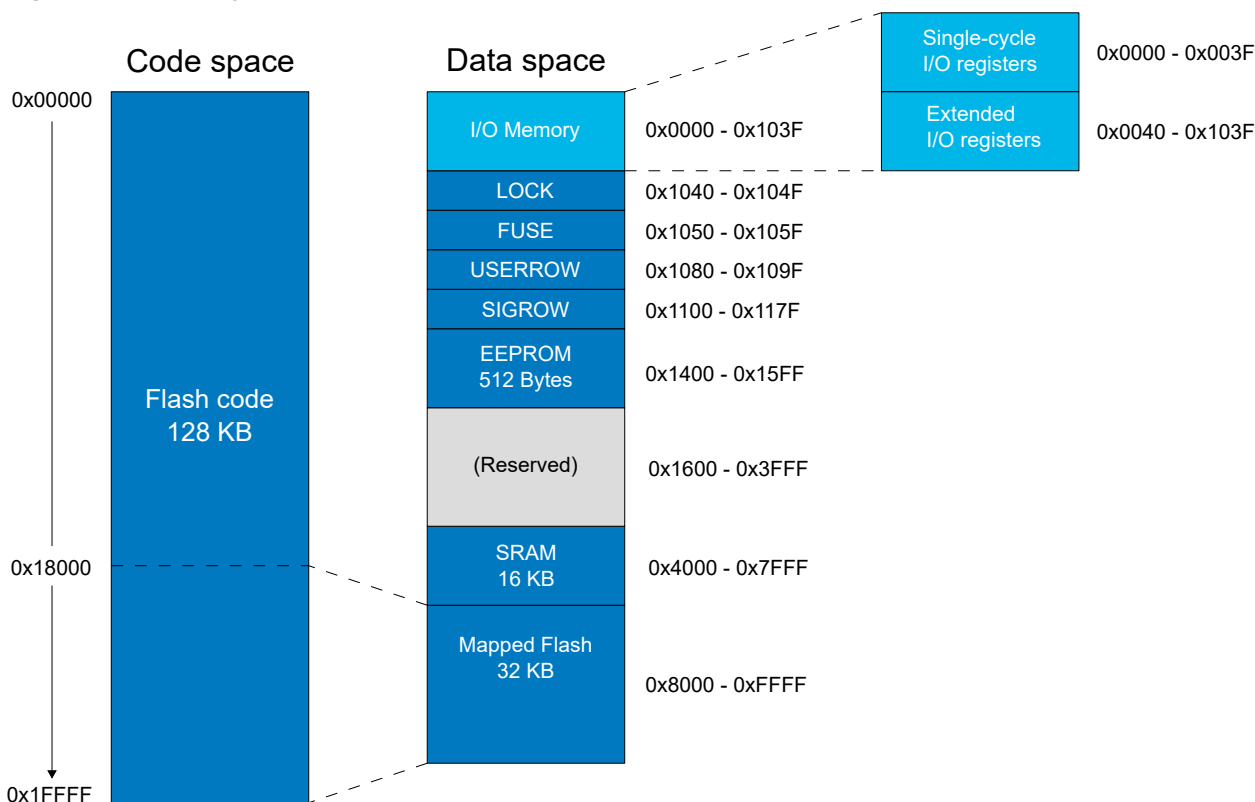 Code space
0x00000
Flash code
128 KB
0x18000
0x1FFFF
Data space
I/O Memory
0x0000 - 0x103F
LOCK
0x1040 - 0x104F
FUSE
0x1050 - 0x105F
USERROW
0x1080 - 0x109F
SIGROW
0x1100 - 0x117F
EEPROM
512 Bytes
0x1400 - 0x15FF
(Reserved)
0x1600 - 0x3FFF
SRAM
16 KB
0x4000 - 0x7FFF
Mapped Flash
32 KB
0x8000 - 0xFFFF
Single-cycle
I/O registers
0x0000 - 0x003F
Extended
I/O registers
0x0040 - 0x103F